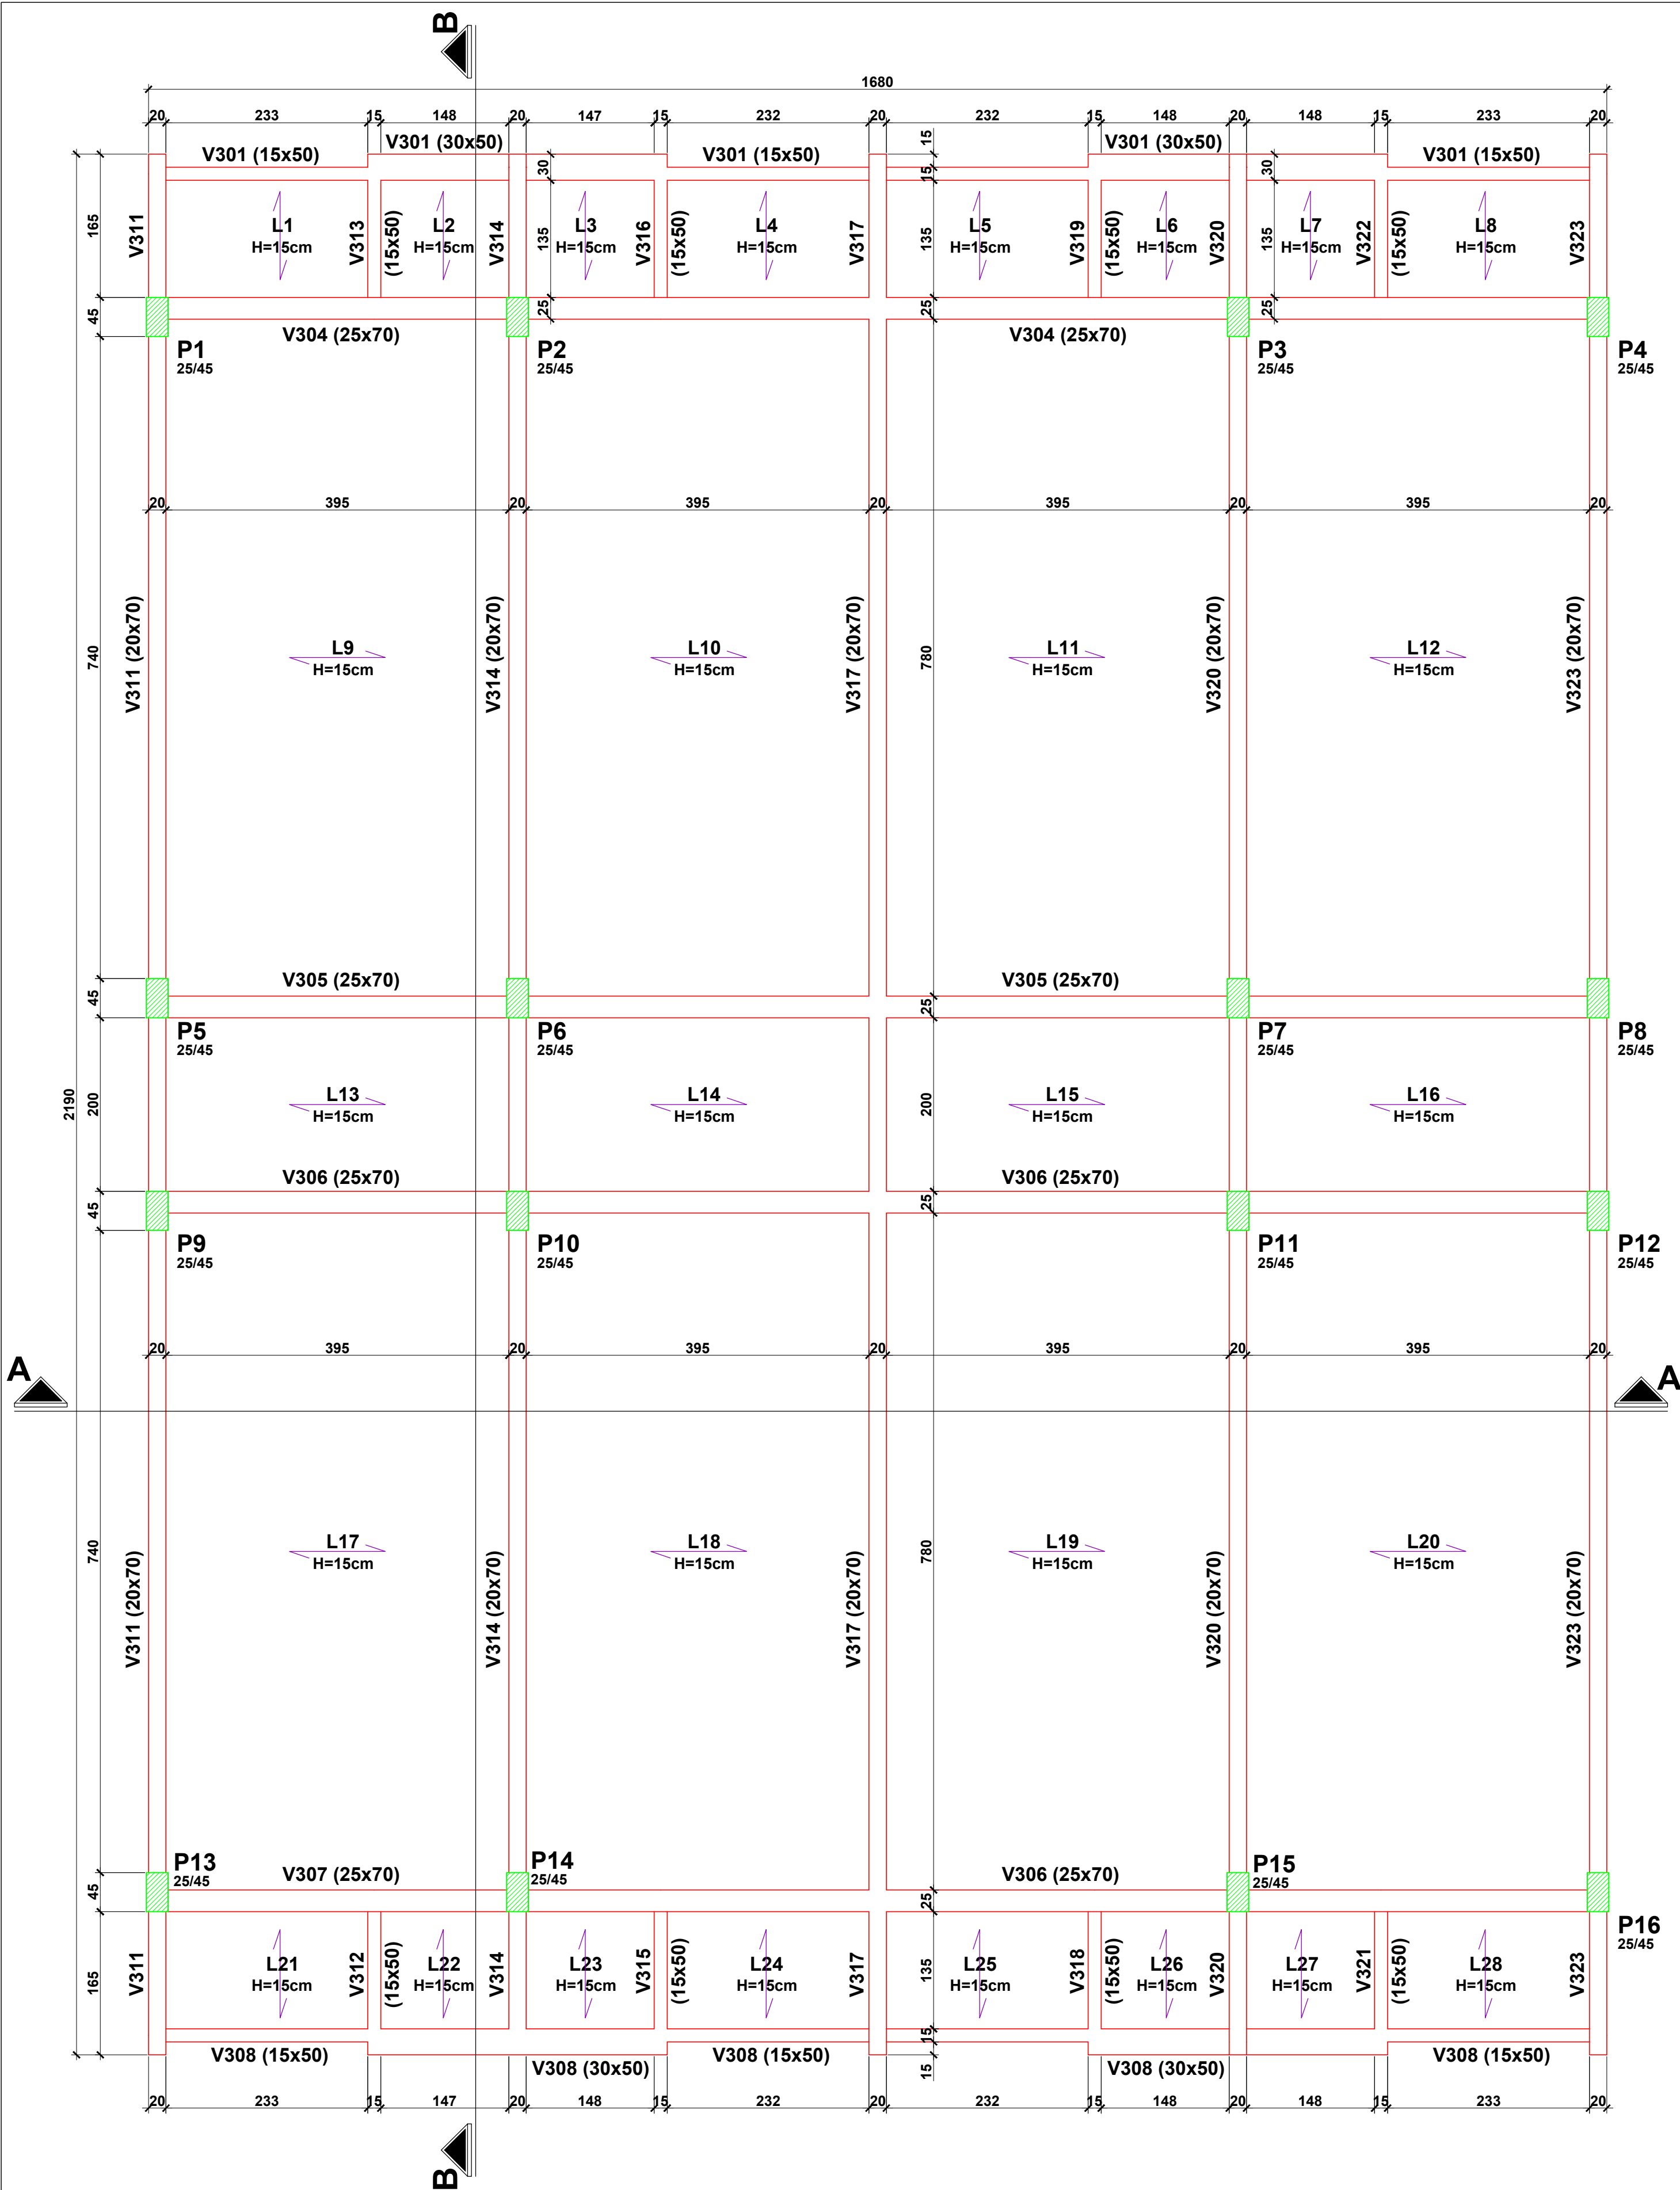 B
1680
20 233 15 148 20 147 15 232 20 232 15 148 20 148 15 233 20
15
V301 (15x50) V301 (30x50) V301 (15x50) V301 (30x50) V301 (15x50)
30 15 30
165 V311 L1 V313 (15x50) L2 V314 135 L3 V316 (15x50) L4 V317 135 L5 V319 (15x50) L6 V320 135 L7 V322 (15x50) L8 V323
H=15cm H=15cm H=15cm H=15cm H=15cm H=15cm H=15cm H=15cm
45 25 25 25
V304 (25x70) V304 (25x70)
P1 P2 P3 P4
25/45 25/45 25/45 25/45
20 395 20 395 20 395 20 395 20
740 V311 (20x70) V314 (20x70) V317 (20x70) 780 V320 (20x70) V323 (20x70)
L9 L10 L11 L12
H=15cm H=15cm H=15cm H=15cm
V305 (25x70) V305 (25x70)
45 25
P5 P6 P7 P8
25/45 25/45 25/45 25/45
2190 200 L13 L14 200 L15 L16
H=15cm H=15cm H=15cm H=15cm
V306 (25x70) V306 (25x70)
45 25
P9 P10 P11 P12
25/45 25/45 25/45 25/45
20 395 20 395 20 395 20 395 20
A A
740 L17 L18 780 L19 L20
H=15cm H=15cm H=15cm H=15cm
V311 (20x70) V314 (20x70) V317 (20x70) V320 (20x70) V323 (20x70)
P13 V307 (25x70) P14 V306 (25x70) P15
25/45 25/45 25/45
45 25
P16
25/45
165 V311 L21 V312 (15x50) L22 V314 L23 V315 (15x50) L24 V317 135 L25 V318 (15x50) L26 V320 L27 V321 (15x50) L28 V323
H=15cm H=15cm H=15cm H=15cm H=15cm H=15cm H=15cm H=15cm
15
V308 (15x50) V308 (30x50) V308 (15x50) V308 (30x50) V308 (15x50)
15
20 233 15 147 20 148 15 232 20 232 15 148 20 148 15 233 20
B